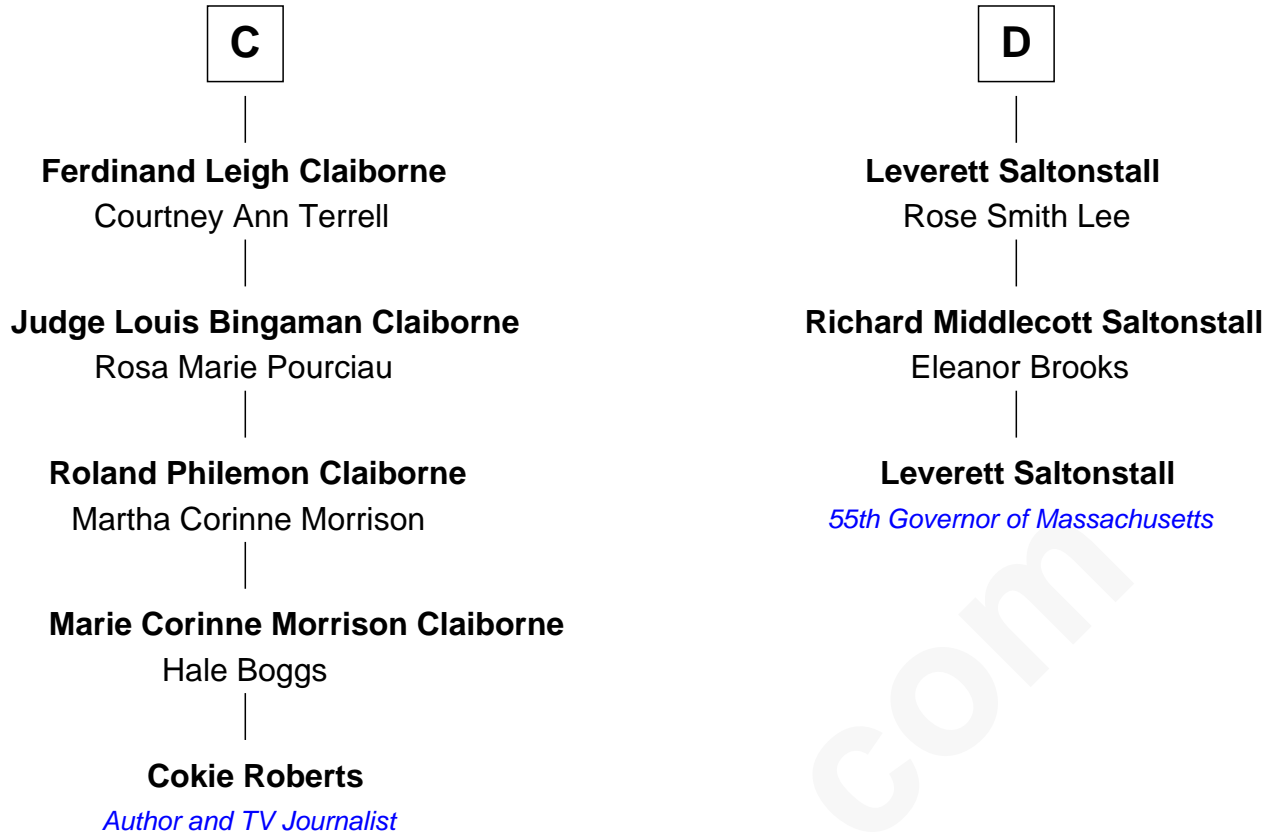 C
Ferdinand Leigh Claiborne
Courtney Ann Terrell
Judge Louis Bingaman Claiborne
Rosa Marie Pourciau
Roland Philemon Claiborne
Martha Corinne Morrison
Marie Corinne Morrison Claiborne
Hale Boggs
Cokie Roberts
Author and TV Journalist
D
Leverett Saltonstall
Rose Smith Lee
Richard Middlecott Saltonstall
Eleanor Brooks
Leverett Saltonstall
55th Governor of Massachusetts
com